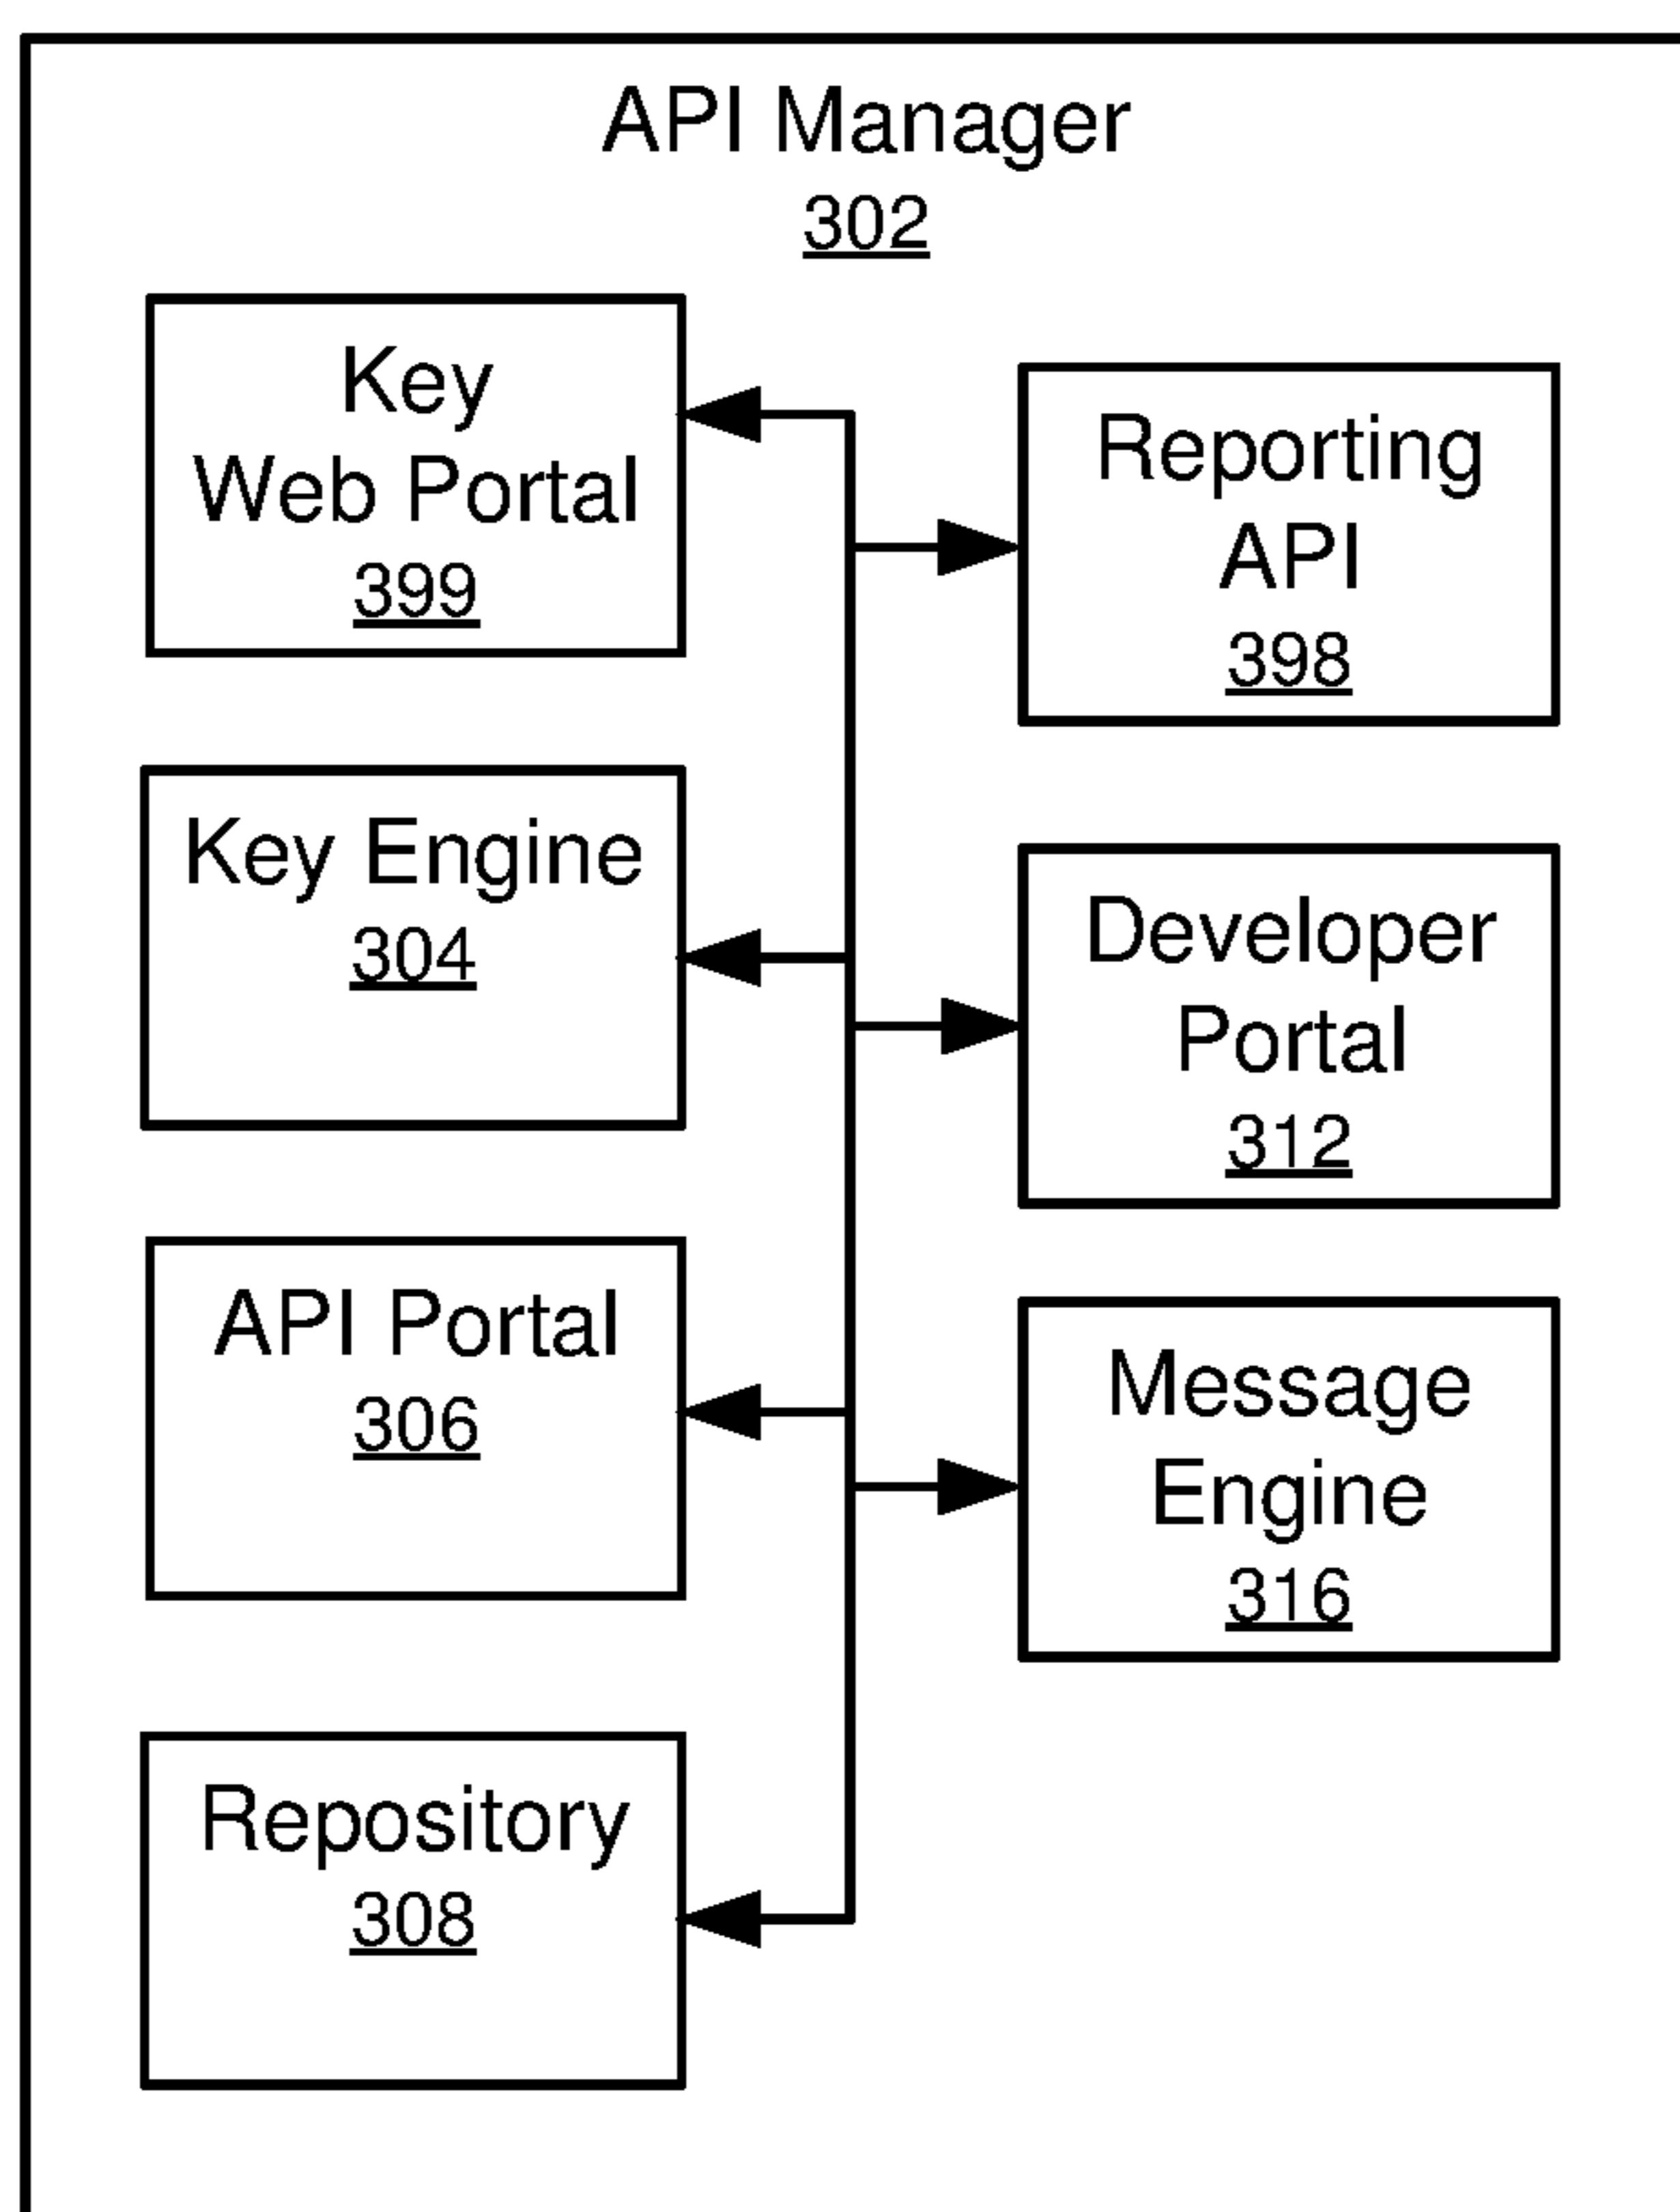 API Manager
302
Key
Web Portal
399
Reporting
API
398
Key Engine
304
Developer
Portal
312
API Portal
306
Message
Engine
316
Repository
308